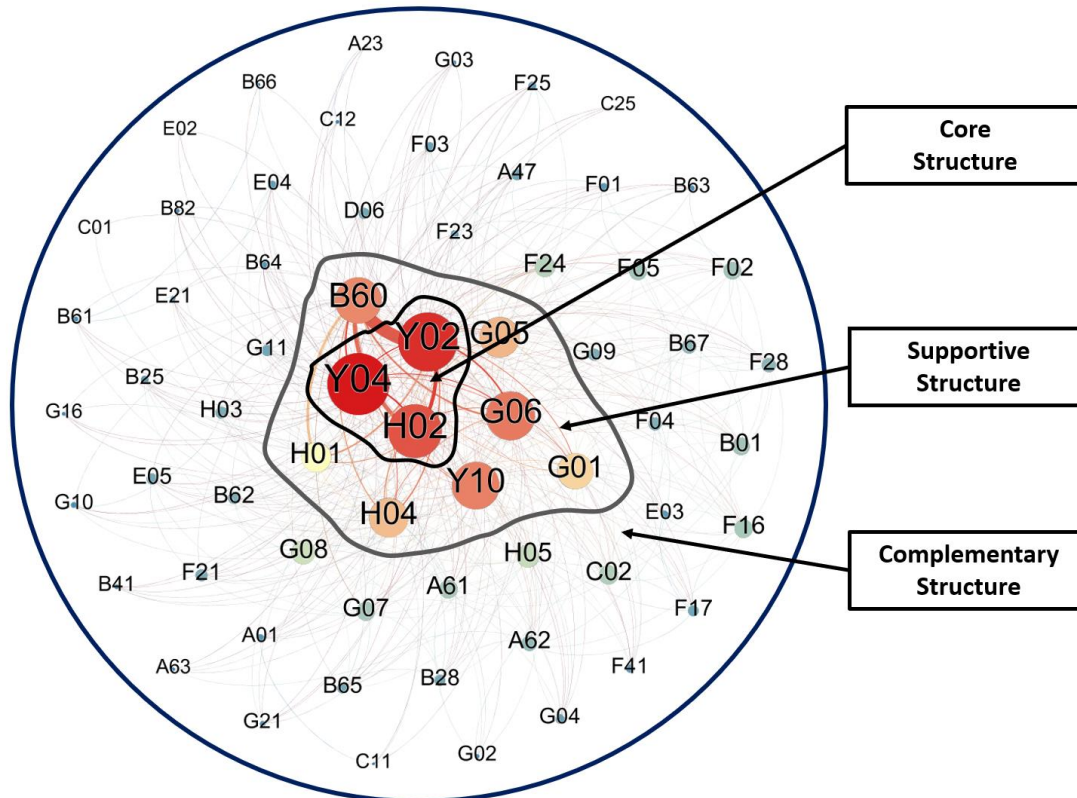 A23
G03
B66
F25
C25
C12
E02
F03
A47
F01
B63
E04
B82
D06
C01
F23
B64
F24
F05
F02
E21
B60
B61
Y02
G05
G11
G09
B67
F28
B25
Y04
G16
H03
G06
F04
H02
B01
H01
G01
E05
Y10
G10
B62
H04
E03
F16
G08
H05
F21
C02
B41
A61
G07
F17
A01
A62
A63
F41
B65
B28
G21
G04
C11
G02
Core
Structure
Supportive
Structure
Complementary
Structure